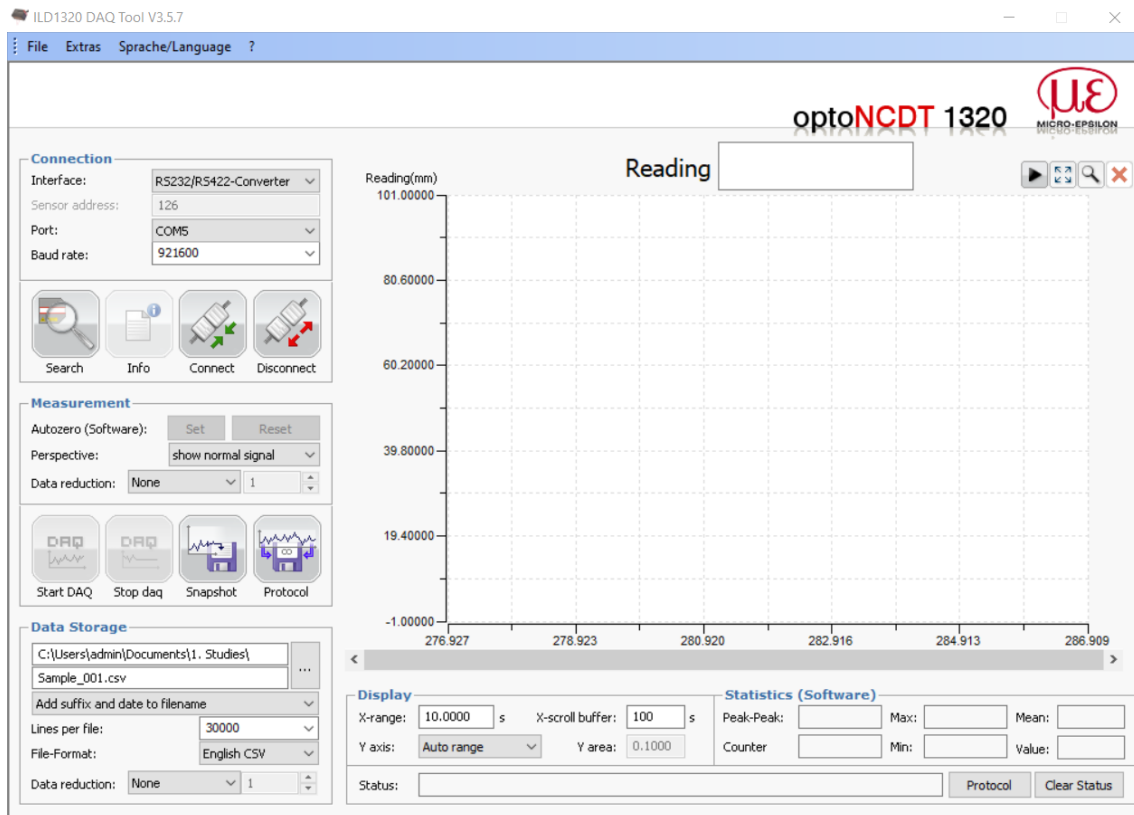 ILD1320 DAQ Tool V3.5.7
File Extras Sprache/Language ?
optoNCDT 1320
με
MICRO-EPSILON
Connection
Interface: RS232/RS422-Converter
Sensor address: 126
Port: COM5
Baud rate: 921600
Search Info Connect Disconnect
Measurement
Autozero (Software): Set Reset
Perspective: show normal signal
Data reduction: None 1
DAQ DAQ
Start DAQ Stop daq Snapshot Protocol
Data Storage
C:\Users\admin\Documents\1. Studies\
...
Sample_001.csv
Add suffix and date to filename
Lines per file: 30000
File-Format: English CSV
Data reduction: None 1
Reading
Reading(mm)
101.00000
80.60000
60.20000
39.80000
19.40000
-1.00000
276.927 278.923 280.920 282.916 284.913 286.909
Display
X-range: 10.0000 s X-scroll buffer: 100 s
Y axis: Auto range Y area: 0.1000
Statistics (Software)
Peak-Peak: Max: Mean:
Counter Min: Value:
Status: Protocol Clear Status